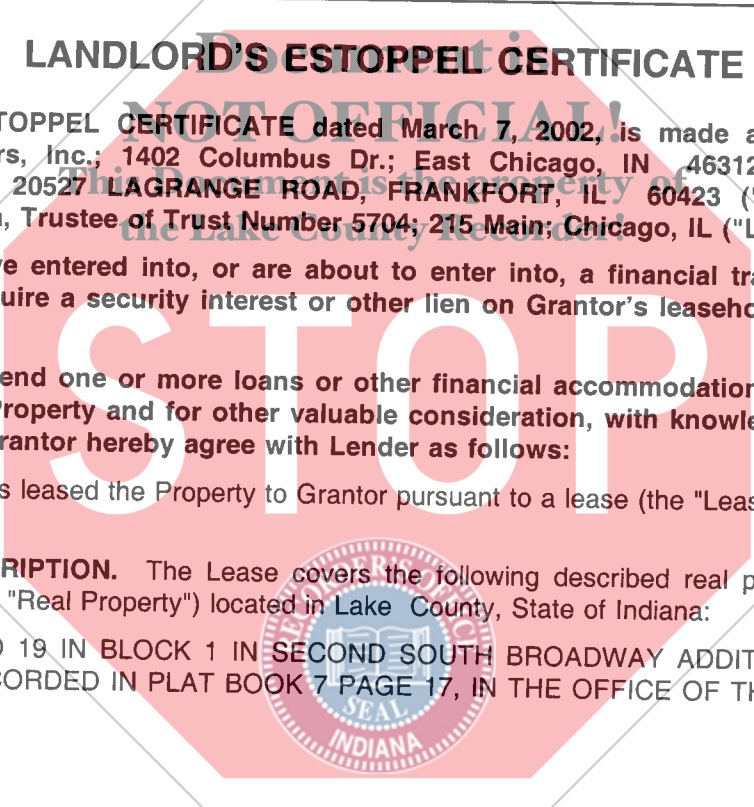 LANDLORD'S ESTOPPEL CERTIFICATE
Document is
NOT OFFICIAL!
This Document is the property of
the Lake County Recorder!
TOPPEL CERTIFICATE dated March 7, 2002, is made a
rs, Inc.; 1402 Columbus Dr.; East Chicago, IN 46312
20527 LAGRANGE ROAD, FRANKFORT, IL 60423 ("
, Trustee of Trust Number 5704; 215 Main; Chicago, IL ("L
ve entered into, or are about to enter into, a financial tra
uire a security interest or other lien on Grantor's leaseho
end one or more loans or other financial accommodation
Property and for other valuable consideration, with knowle
rantor hereby agree with Lender as follows:
s leased the Property to Grantor pursuant to a lease (the "Leas
RIPTION. The Lease covers the following described real p
"Real Property") located in Lake County, State of Indiana:
19 IN BLOCK 1 IN SECOND SOUTH BROADWAY ADDIT
CORDED IN PLAT BOOK 7 PAGE 17, IN THE OFFICE OF TH
STOP
RECORDER'S OFFICE
SEAL
INDIANA